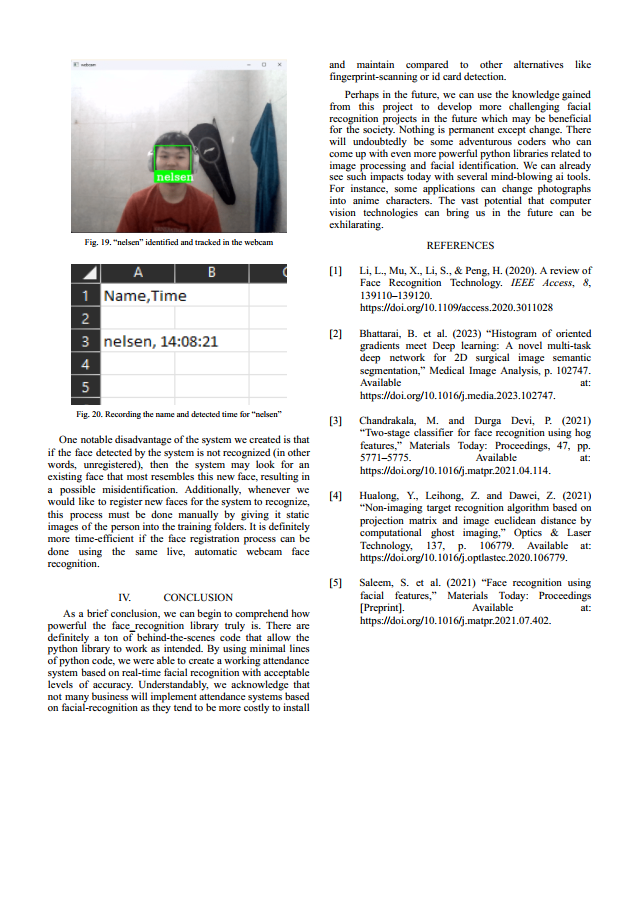 webcam
nelsen
Fig. 19. “nelsen” identified and tracked in the webcam
A B C
1 Name,Time
2
3 nelsen, 14:08:21
4
5
Fig. 20. Recording the name and detected time for “nelsen”
One notable disadvantage of the system we created is that
if the face detected by the system is not recognized (in other
words, unregistered), then the system may look for an
existing face that most resembles this new face, resulting in
a possible misidentification. Additionally, whenever we
would like to register new faces for the system to recognize,
this process must be done manually by giving it static
images of the person into the training folders. It is definitely
more time-efficient if the face registration process can be
done using the same live, automatic webcam face
recognition.
IV. CONCLUSION
As a brief conclusion, we can begin to comprehend how
powerful the face_recognition library truly is. There are
definitely a ton of behind-the-scenes code that allow the
python library to work as intended. By using minimal lines
of python code, we were able to create a working attendance
system based on real-time facial recognition with acceptable
levels of accuracy. Understandably, we acknowledge that
not many business will implement attendance systems based
on facial-recognition as they tend to be more costly to install
and maintain compared to other alternatives like
fingerprint-scanning or id card detection.
Perhaps in the future, we can use the knowledge gained
from this project to develop more challenging facial
recognition projects in the future which may be beneficial
for the society. Nothing is permanent except change. There
will undoubtedly be some adventurous coders who can
come up with even more powerful python libraries related to
image processing and facial identification. We can already
see such impacts today with several mind-blowing ai tools.
For instance, some applications can change photographs
into anime characters. The vast potential that computer
vision technologies can bring us in the future can be
exhilarating.
REFERENCES
[1] Li, L., Mu, X., Li, S., & Peng, H. (2020). A review of
Face Recognition Technology. IEEE Access, 8,
139110–139120.
https://doi.org/10.1109/access.2020.3011028
[2] Bhattarai, B. et al. (2023) “Histogram of oriented
gradients meet Deep learning: A novel multi-task
deep network for 2D surgical image semantic
segmentation,” Medical Image Analysis, p. 102747.
Available at:
https://doi.org/10.1016/j.media.2023.102747.
[3] Chandrakala, M. and Durga Devi, P. (2021)
“Two-stage classifier for face recognition using hog
features,” Materials Today: Proceedings, 47, pp.
5771–5775. Available at:
https://doi.org/10.1016/j.matpr.2021.04.114.
[4] Hualong, Y., Leihong, Z. and Dawei, Z. (2021)
“Non-imaging target recognition algorithm based on
projection matrix and image euclidean distance by
computational ghost imaging,” Optics & Laser
Technology, 137, p. 106779. Available at:
https://doi.org/10.1016/j.optlastec.2020.106779.
[5] Saleem, S. et al. (2021) “Face recognition using
facial features,” Materials Today: Proceedings
[Preprint]. Available at:
https://doi.org/10.1016/j.matpr.2021.07.402.